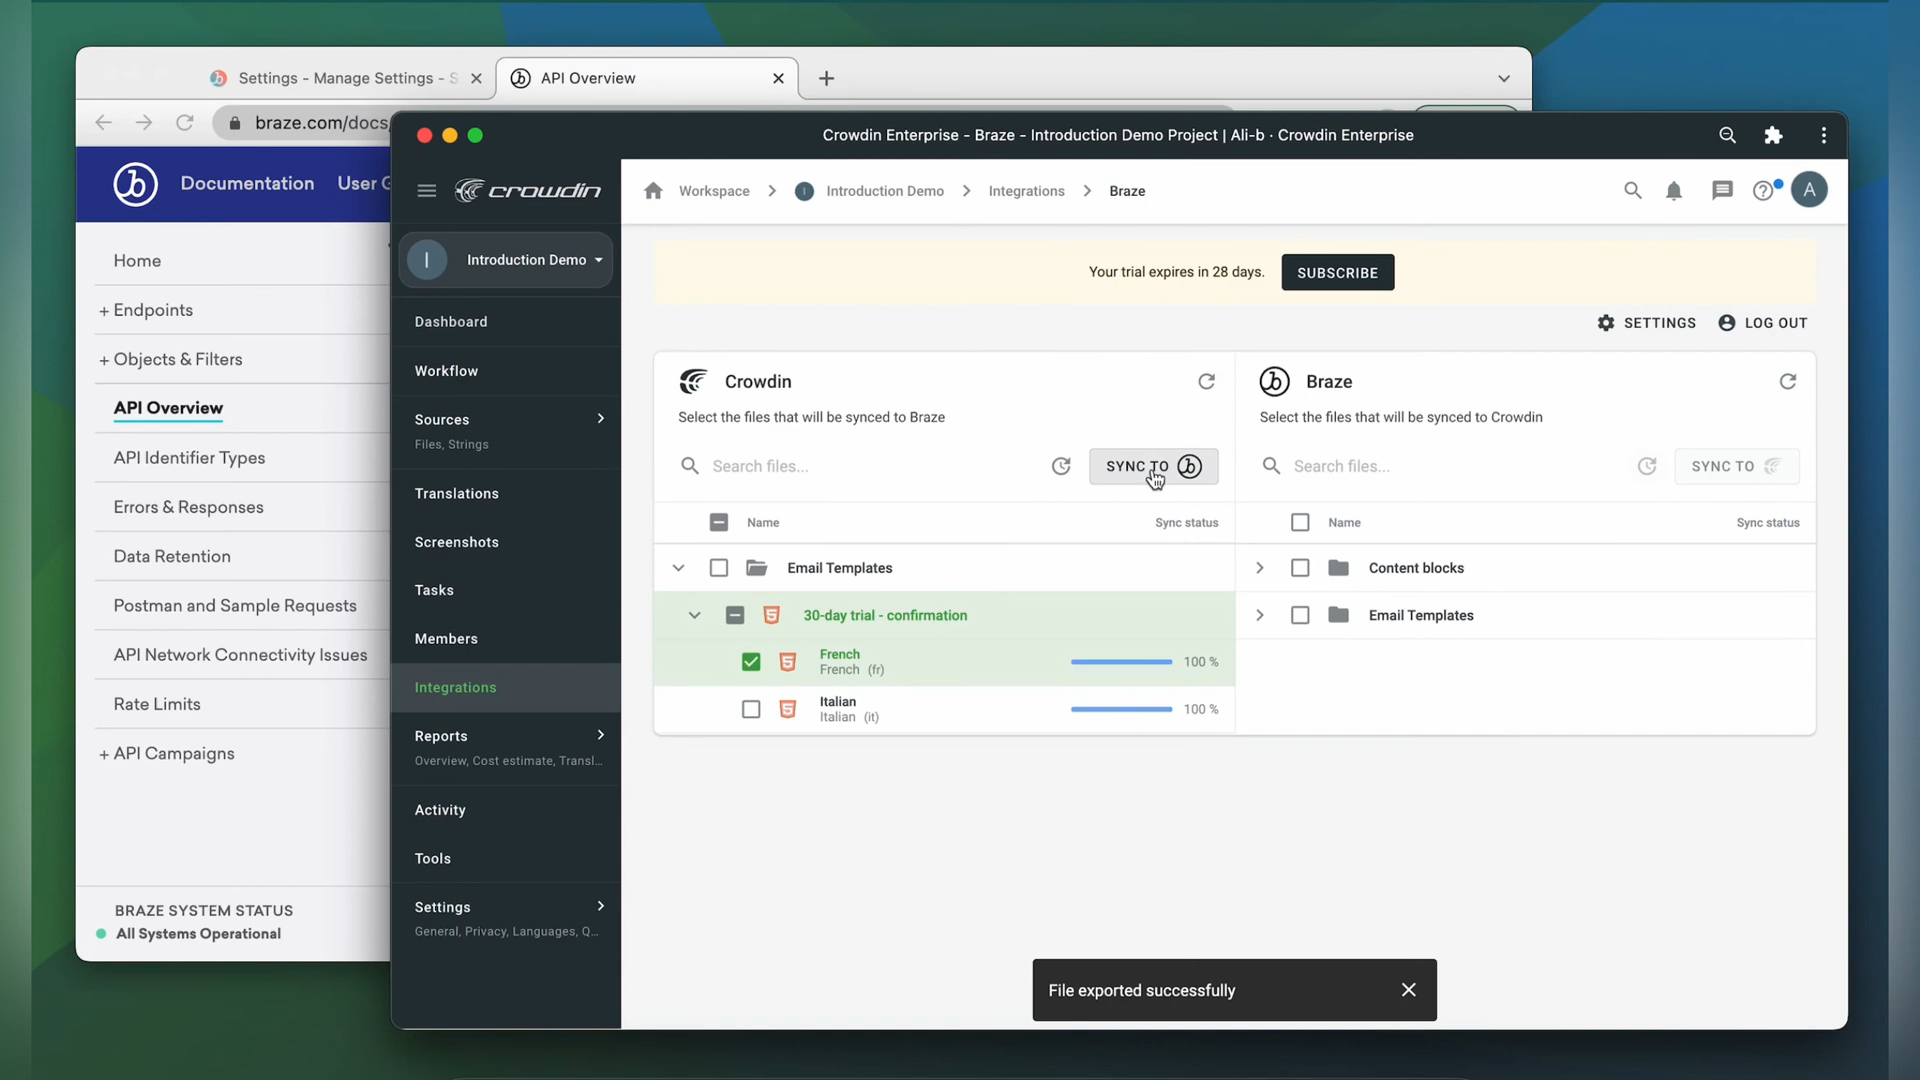 Settings - Manage Settings - S
API Overview
braze.com/docs/
Documentation
User G
Home
+ Endpoints
+ Objects & Filters
API Overview
API Identifier Types
Errors & Responses
Data Retention
Postman and Sample Requests
API Network Connectivity Issues
Rate Limits
+ API Campaigns
BRAZE SYSTEM STATUS
All Systems Operational
Crowdin Enterprise - Braze - Introduction Demo Project | Ali-b · Crowdin Enterprise
crowdin
I
Introduction Demo
Dashboard
Workflow
Sources
Files, Strings
Translations
Screenshots
Tasks
Members
Integrations
Reports
Overview, Cost estimate, Transl...
Activity
Tools
Settings
General, Privacy, Languages, Q...
Workspace
I
Introduction Demo
Integrations
Braze
A
Your trial expires in 28 days.
SUBSCRIBE
SETTINGS
LOG OUT
Crowdin
Select the files that will be synced to Braze
Search files...
SYNC TO
Name
Sync status
Email Templates
30-day trial - confirmation
French
French (fr)
100 %
Italian
Italian (it)
100 %
Braze
Select the files that will be synced to Crowdin
Search files...
SYNC TO
Name
Sync status
Content blocks
Email Templates
File exported successfully